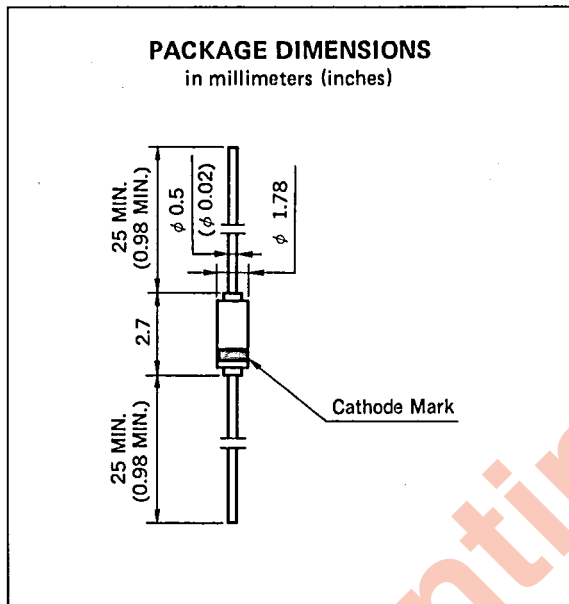 PACKAGE DIMENSIONS
in millimeters (inches)
25 MIN.
(0.98 MIN.)
φ 0.5
(φ 0.02)
φ 1.78
2.7
Cathode Mark
25 MIN.
(0.98 MIN.)